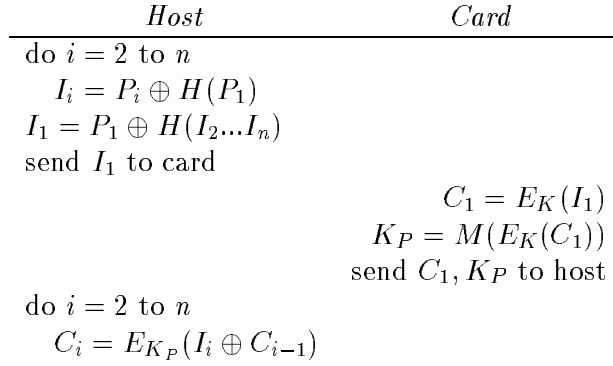 Host Card
do i = 2 to n
I_i = P_i ⊕ H(P_1)
I_1 = P_1 ⊕ H(I_2...I_n)
send I_1 to card
C_1 = E_K(I_1)
K_P = M(E_K(C_1))
send C_1, K_P to host
do i = 2 to n
C_i = E_{K_P}(I_i ⊕ C_{i−1})